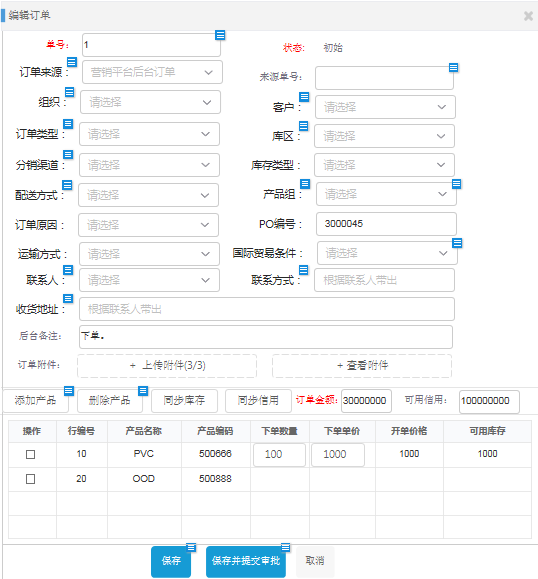 编辑订单
单号： 1 状态: 初始
订单来源： 营销平台后台订单 来源单号：
组织： 请选择 客户： 请选择
订单类型： 请选择 库区： 请选择
分销渠道： 请选择 库存类型： 请选择
配送方式： 请选择 产品组： 请选择
订单原因： 请选择 PO编号： 3000045
运输方式： 请选择 国际贸易条件： 请选择
联系人： 请选择 联系方式： 根据联系人带出
收货地址： 根据联系人带出
后台备注： 下单。
订单附件： + 上传附件(3/3) + 查看附件
添加产品 删除产品 同步库存 同步信用 订单金额： 30000000 可用信用： 100000000
操作 行编号 产品名称 产品编码 下单数量 下单单价 开单价格 可用库存
10 PVC 500666 100 1000 1000 1000
20 OOD 500888
保存 保存并提交审批 取消